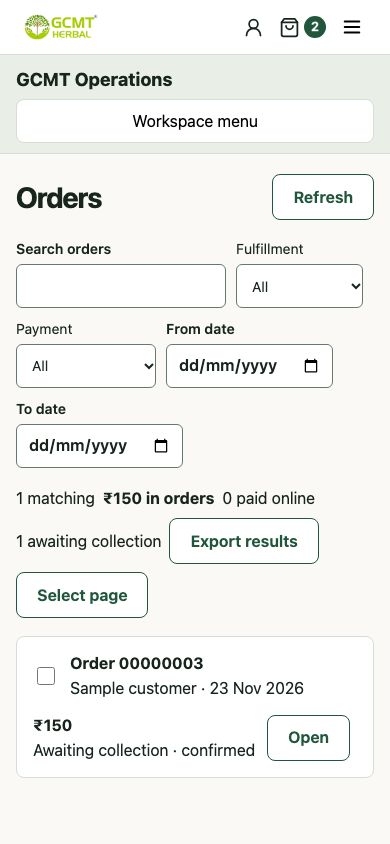 GCMT
HERBAL
2
GCMT Operations
Workspace menu
Orders
Refresh
Search orders
Fulfillment
All
Payment
From date
All
dd/mm/yyyy
To date
dd/mm/yyyy
1 matching ₹150 in orders 0 paid online
1 awaiting collection Export results
Select page
Order 00000003
Sample customer · 23 Nov 2026
₹150
Awaiting collection · confirmed
Open